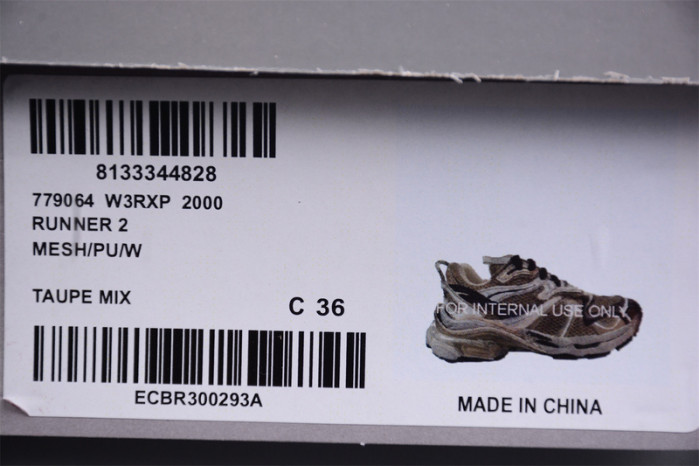 8133344828
779064 W3RXP 2000
RUNNER 2
MESH/PU/W
TAUPE MIX
C 36
FOR INTERNAL USE ONLY
ECBR300293A
MADE IN CHINA